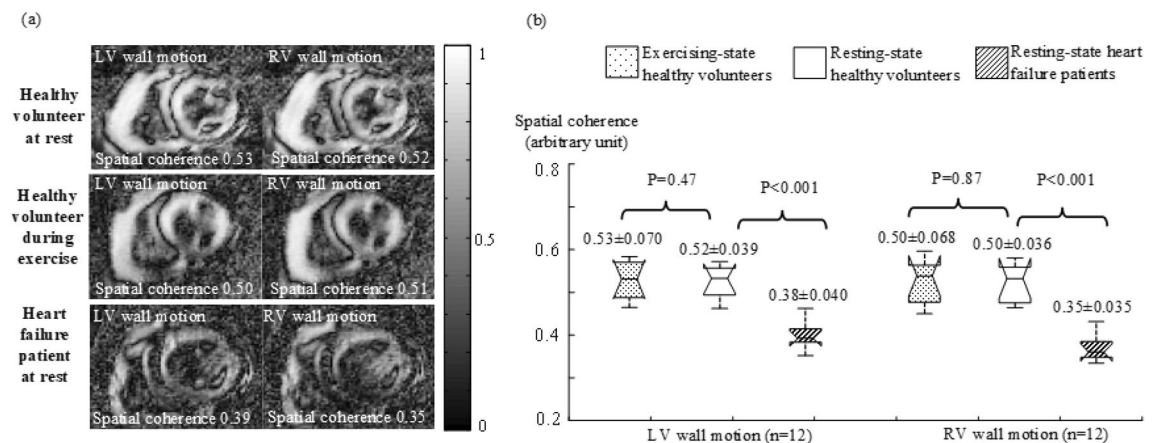 (a)
LV wall motion
RV wall motion
Healthy
volunteer
at rest
Spatial coherence 0.53
Spatial coherence 0.52
LV wall motion
RV wall motion
Healthy
volunteer
during
exercise
Spatial coherence 0.50
Spatial coherence 0.51
LV wall motion
RV wall motion
Heart
failure
patient
at rest
Spatial coherence 0.39
Spatial coherence 0.35
1
0.5
0
(b)
Exercising-state
healthy volunteers
Resting-state
healthy volunteers
Resting-state heart
failure patients
Spatial coherence
(arbitrary unit)
0.8
0.6
0.4
0.2
P=0.47
P<0.001
P=0.87
P<0.001
0.53±0.070
0.52±0.039
0.38±0.040
0.50±0.068
0.50±0.036
0.35±0.035
LV wall motion (n=12)
RV wall motion (n=12)